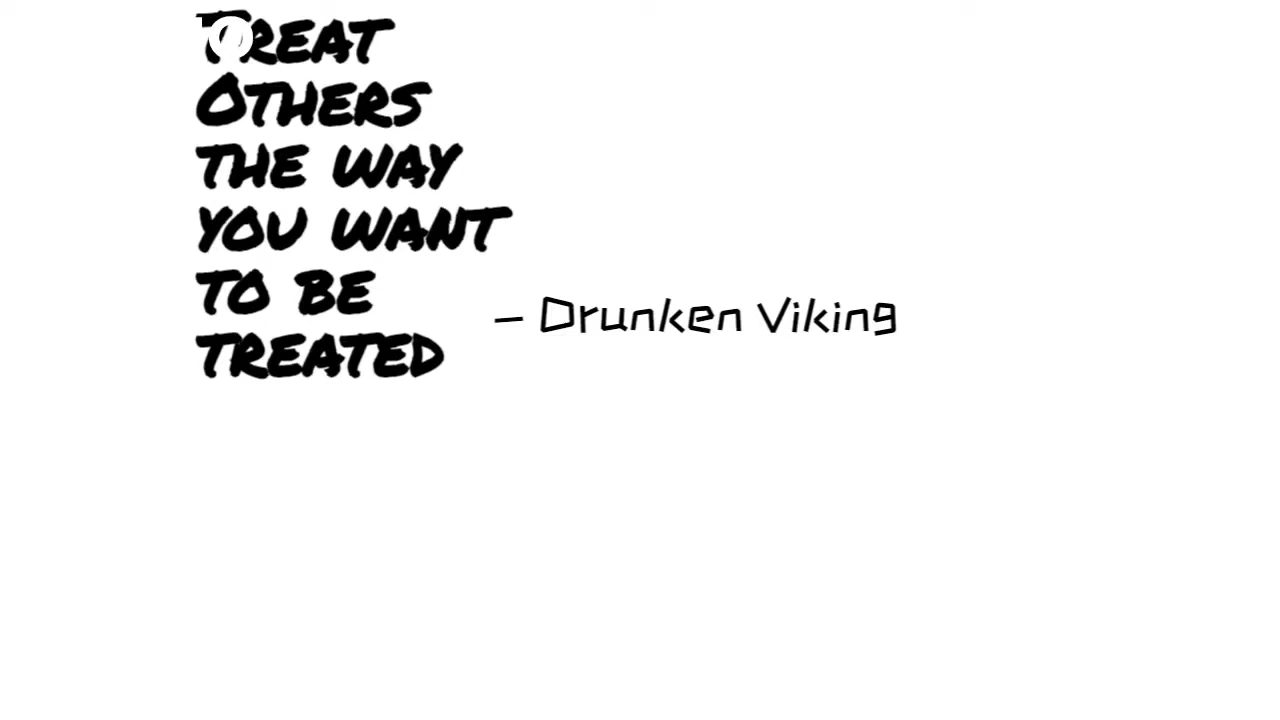 Treat
Others
the way
you want
to be
treated
– Drunken Viking